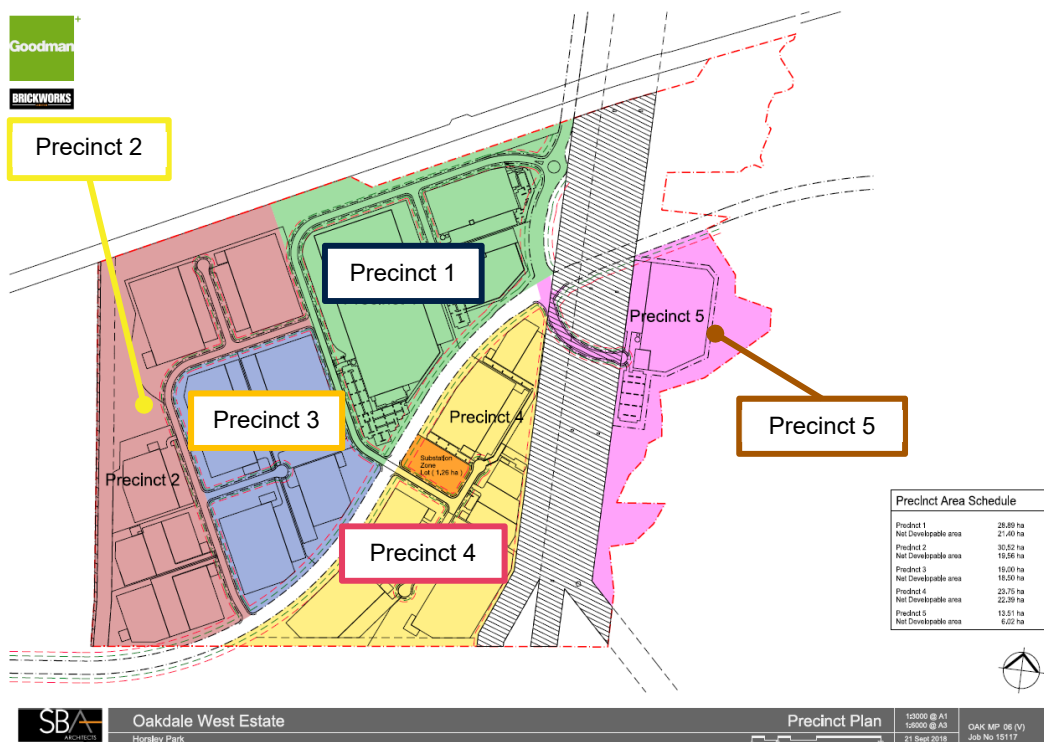 Goodman
BRICKWORKS
Precinct 2
Precinct 1
Precinct 5
Precinct 3
Precinct 4
Precinct 5
Substation
Zone
Lot ( 1,26 ha )
Precinct 2
Precinct 4
Precinct Area Schedule
Precinct 1 28.89 ha
Net Developable area 21.40 ha
Precinct 2 30.52 ha
Net Developable area 19.56 ha
Precinct 3 19.00 ha
Net Developable area 18.50 ha
Precinct 4 23.75 ha
Net Developable area 22.39 ha
Precinct 5 13.51 ha
Net Developable area 6.02 ha
SBA
ARCHITECTS
Oakdale West Estate
Horsley Park
Precinct Plan
1:3000 @ A1
1:6000 @ A3
21 Sept 2018
OAK MP 06 (V)
Job No 15117